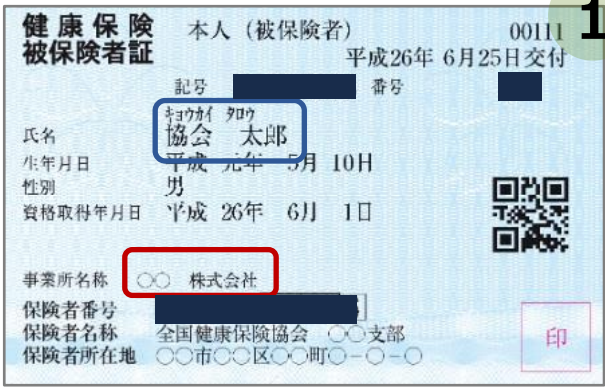 1
健康保険 本人（被保険者） 00111
被保険者証 平成26年 6月25日交付
記号 番号
キョウカイ タロウ
氏名 協会 太郎
生年月日 平成 元年 5月 10日
性別 男
資格取得年月日 平成 26年 6月 1日
事業所名称 ○○ 株式会社
保険者番号
保険者名称 全国健康保険協会 ○○支部
保険者所在地 ○○市○○区○○町○－○－○
印